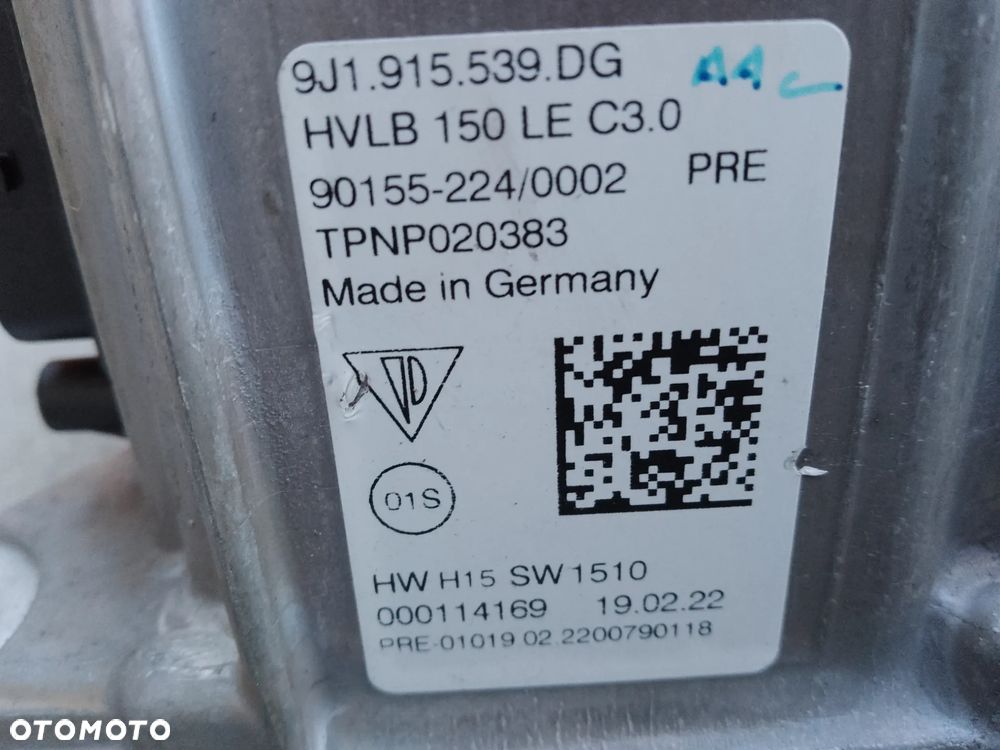 9J1.915.539.DG
HVLB 150 LE C3.0
90155-224/0002 PRE
TPNP020383
Made in Germany
01S
HW H15 SW 1510
000114169 19.02.22
PRE-01019 02.2200790118
OTOMOTO